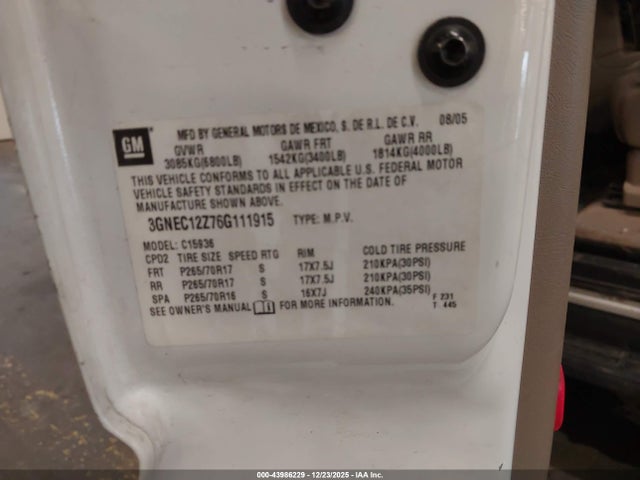 GM
MFD BY GENERAL MOTORS DE MEXICO, S. DE R.L. DE C.V. 08/05
GVWR GAWR FRT GAWR RR
3085KG(6800LB) 1542KG(3400LB) 1814KG(4000LB)
THIS VEHICLE CONFORMS TO ALL APPLICABLE U.S. FEDERAL MOTOR
VEHICLE SAFETY STANDARDS IN EFFECT ON THE DATE OF
MANUFACTURE SHOWN ABOVE.
3GNEC12Z76G111915 TYPE: M.P.V.
MODEL: C15936
CPD2 TIRE SIZE SPEED RTG RIM COLD TIRE PRESSURE
FRT P265/70R17 S 17X7.5J 210KPA(30PSI)
RR P265/70R17 S 17X7.5J 210KPA(30PSI)
SPA P265/70R16 S 16X7J 240KPA(35PSI)
SEE OWNER'S MANUAL FOR MORE INFORMATION.
F 231
T 445
000-43986229 - 12/23/2025 - IAA Inc.